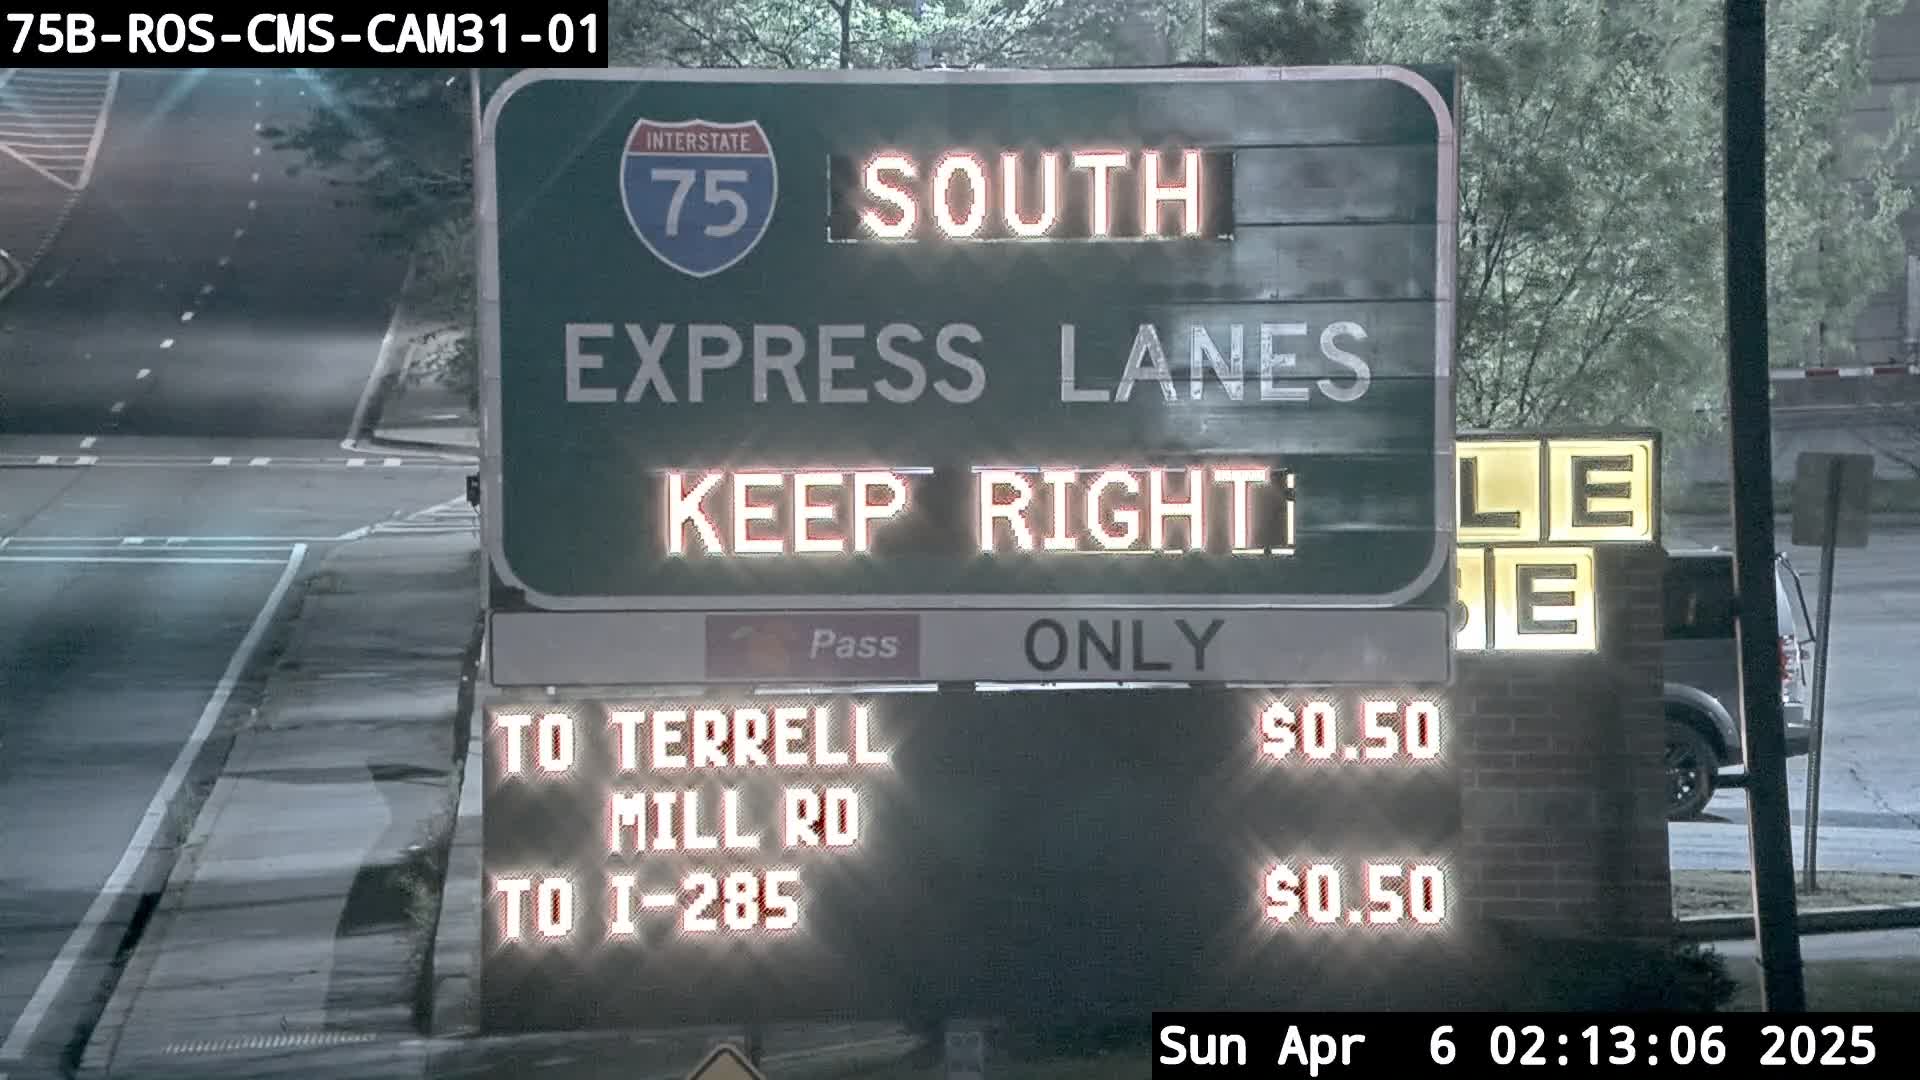 75B-ROS-CMS-CAM31-01
INTERSTATE
75
SOUTH
EXPRESS LANES
KEEP RIGHT
Pass ONLY
TO TERRELL $0.50
MILL RD
TO I-285 $0.50
LE
E
Sun Apr 6 02:13:06 2025